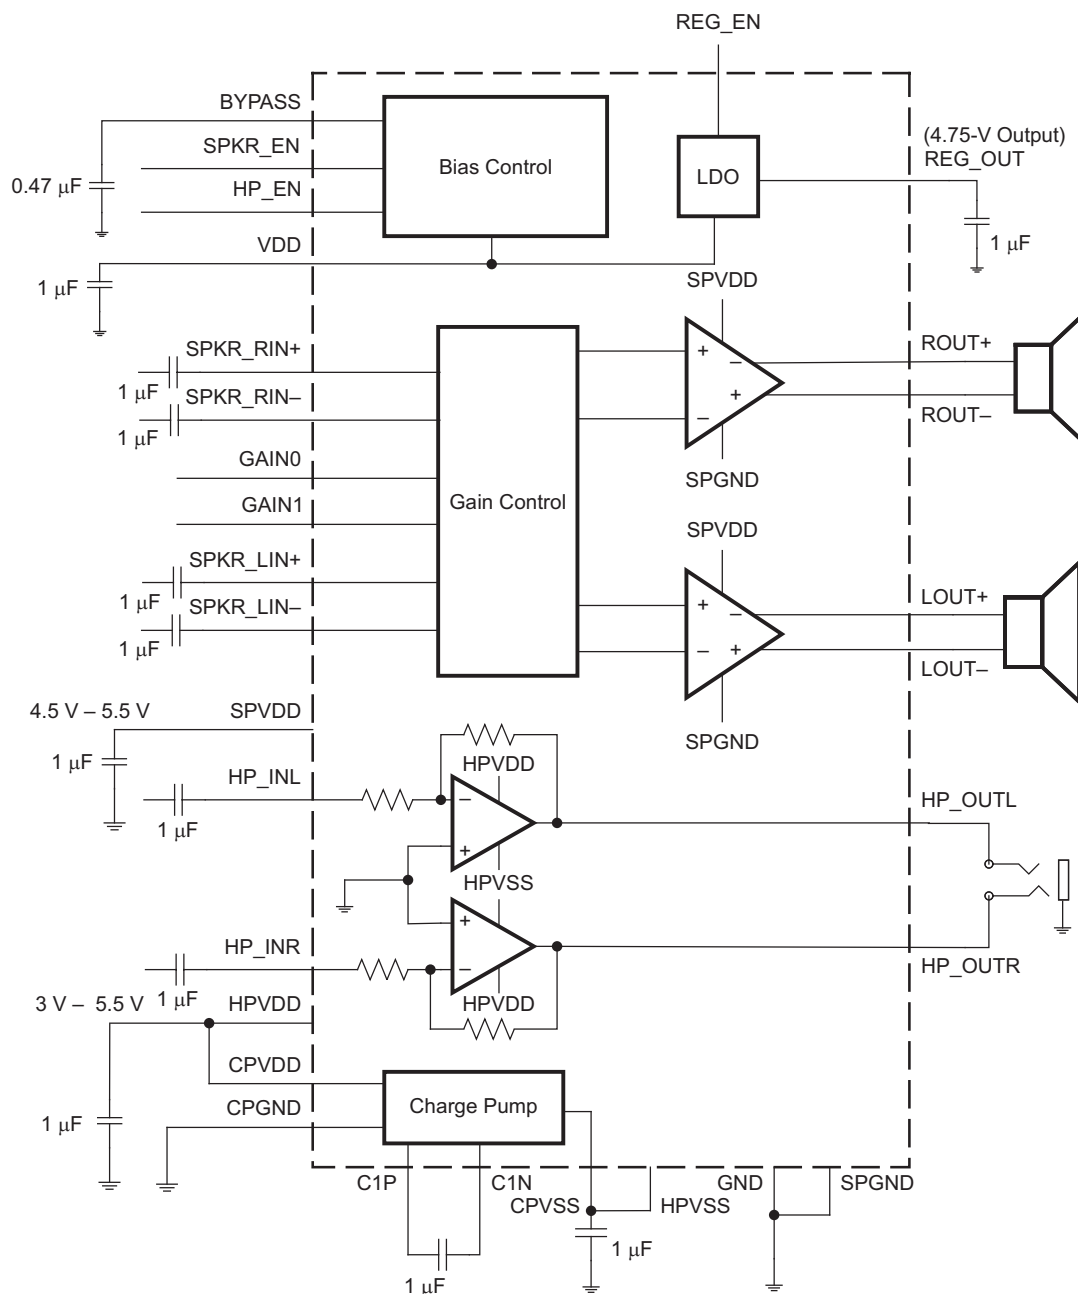 REG_EN
BYPASS
SPKR_EN
HP_EN
0.47 μF
Bias Control
LDO
(4.75-V Output)
REG_OUT
1 μF
VDD
1 μF
SPVDD
SPKR_RIN+
1 μF
SPKR_RIN–
1 μF
GAIN0
GAIN1
Gain Control
+
–
–
+
ROUT+
ROUT–
SPGND
SPVDD
SPKR_LIN+
1 μF
SPKR_LIN–
1 μF
+
–
–
+
LOUT+
LOUT–
SPGND
4.5 V – 5.5 V
SPVDD
1 μF
HP_INL
1 μF
HPVDD
–
+
HPVSS
HP_OUTL
+
–
HPVDD
HP_INR
1 μF
HP_OUTR
3 V – 5.5 V
HPVDD
CPVDD
CPGND
1 μF
Charge Pump
C1P
C1N
1 μF
CPVSS
HPVSS
1 μF
GND
SPGND